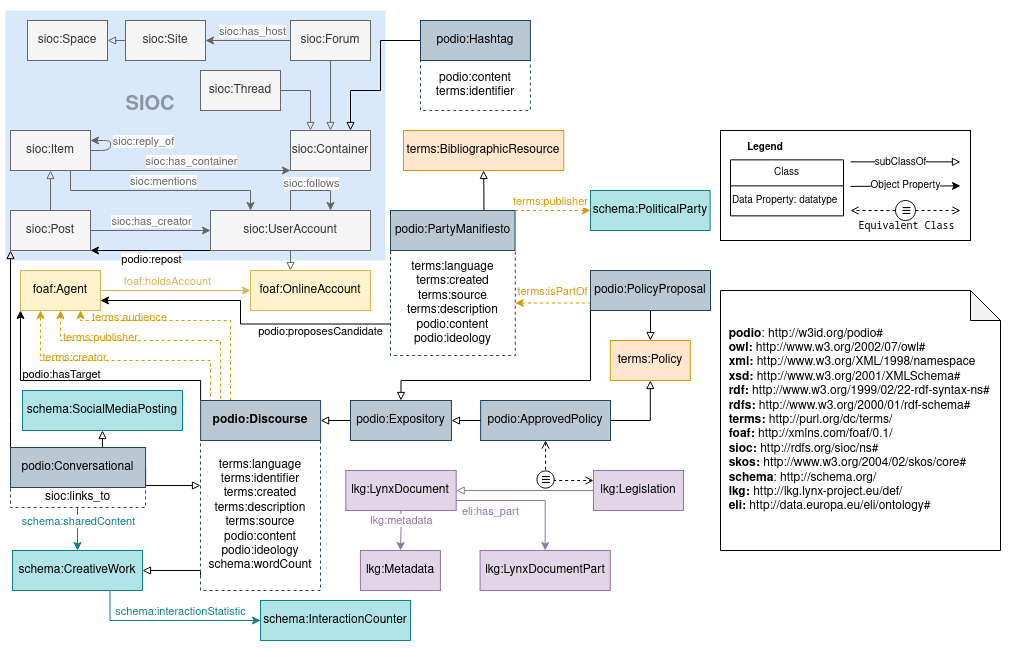 sioc:Space
sioc:Site
sioc:has_host
sioc:Forum
podio:Hashtag
podio:content
terms:identifier
sioc:Thread
SIOC
sioc:Item
sioc:reply_of
sioc:has_container
sioc:Container
sioc:mentions
sioc:follows
sioc:Post
sioc:has_creator
sioc:UserAccount
podio:repost
terms:BibliographicResource
terms:publisher
schema:PoliticalParty
podio:PartyManifiesto
terms:language
terms:created
terms:source
terms:description
podio:content
podio:ideology
Legend
Class
Data Property: datatype
subClassOf
Object Property
Equivalent Class
foaf:Agent
foaf:holdsAccount
foaf:OnlineAccount
terms:isPartOf
podio:PolicyProposal
terms:audience
podio:proposesCandidate
terms:publisher
terms:creator
podio:hasTarget
terms:Policy
podio: http://w3id.org/podio#
owl: http://www.w3.org/2002/07/owl#
xml: http://www.w3.org/XML/1998/namespace
xsd: http://www.w3.org/2001/XMLSchema#
rdf: http://www.w3.org/1999/02/22-rdf-syntax-ns#
rdfs: http://www.w3.org/2000/01/rdf-schema#
terms: http://purl.org/dc/terms/
foaf: http://xmlns.com/foaf/0.1/
sioc: http://rdfs.org/sioc/ns#
skos: http://www.w3.org/2004/02/skos/core#
schema: http://schema.org/
lkg: http://lkg.lynx-project.eu/def/
eli: http://data.europa.eu/eli/ontology#
schema:SocialMediaPosting
podio:Discourse
podio:Expository
podio:ApprovedPolicy
podio:Conversational
sioc:links_to
terms:language
terms:identifier
terms:created
terms:description
terms:source
podio:content
podio:ideology
schema:wordCount
lkg:LynxDocument
lkg:Legislation
lkg:metadata
eli:has_part
schema:sharedContent
schema:CreativeWork
lkg:Metadata
lkg:LynxDocumentPart
schema:interactionStatistic
schema:InteractionCounter